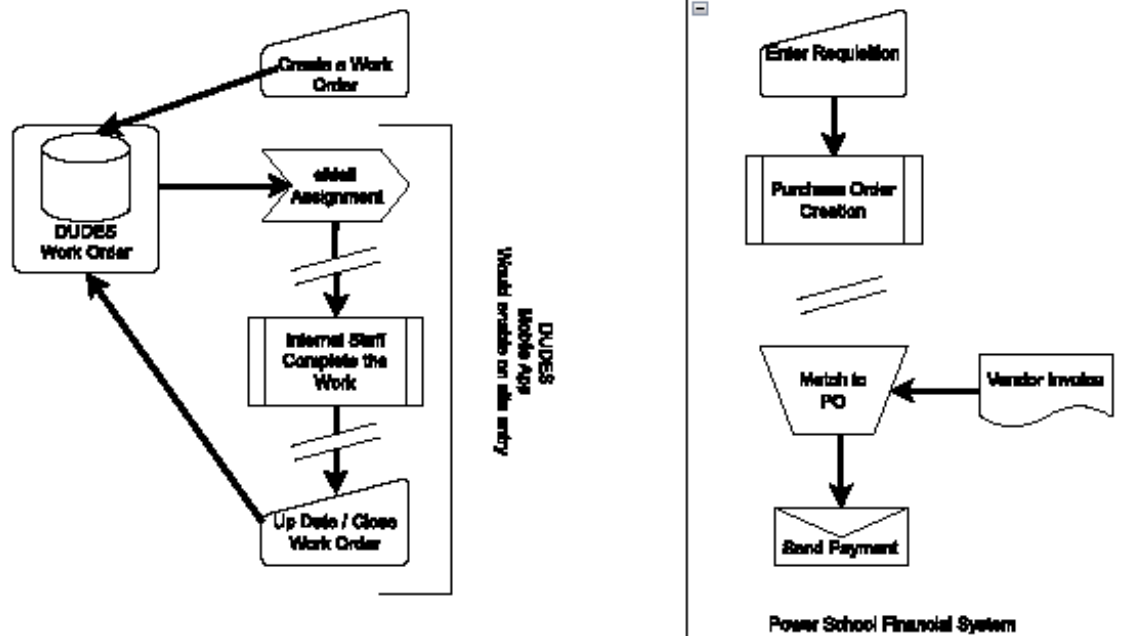 Create a Work
Order
DUDES
Work Order
eMail
Assignment
Internal Staff
Complete the
Work
Up Date / Close
Work Order
DUDES
Mobile App
Would enable on site entry
Enter Requisition
Purchase Order
Creation
Match to
PO
Vendor Invoice
Send Payment
Power School Financial System